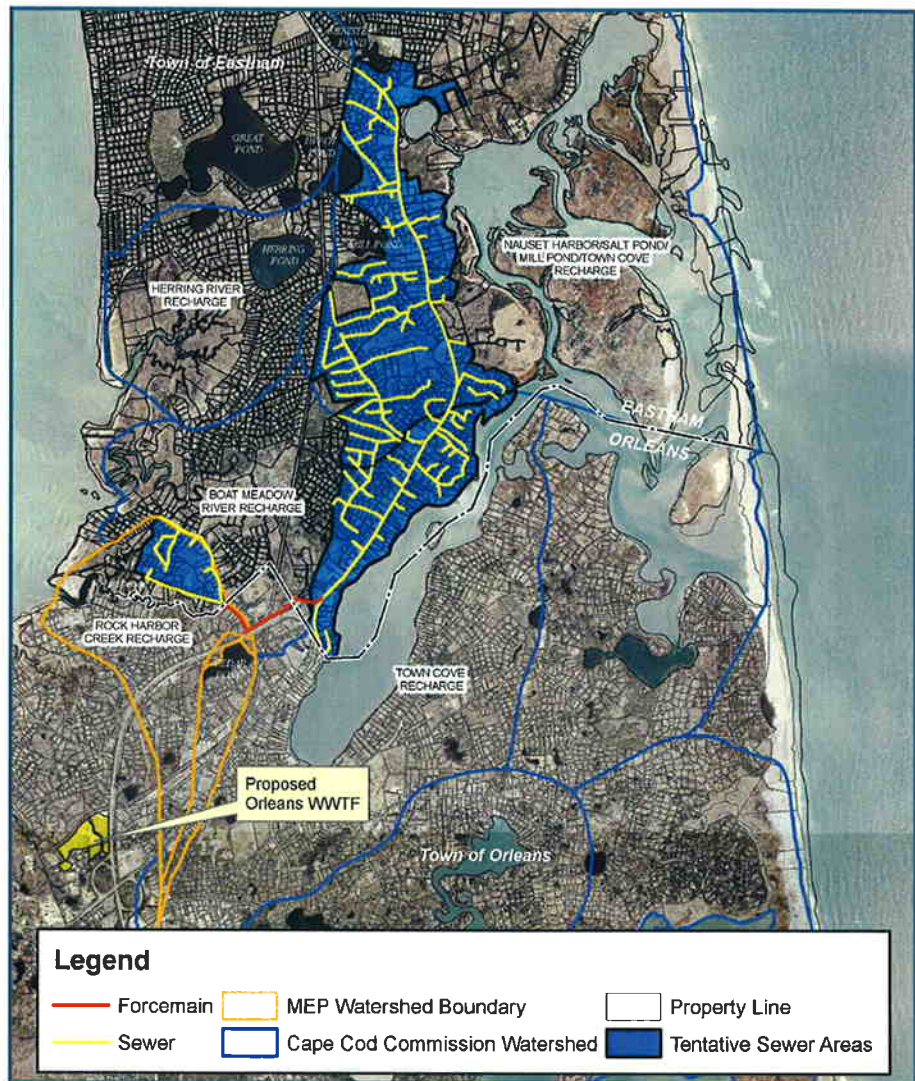 Town of Eastham
GREAT
POND
HERRING
POND
HERRING RIVER
RECHARGE
NAUSET HARBOR/SALT POND/
MILL POND/TOWN COVE
RECHARGE
EASTHAM
ORLEANS
BOAT MEADOW
RIVER RECHARGE
ROCK HARBOR
CREEK RECHARGE
TOWN COVE
RECHARGE
Proposed
Orleans WWTF
Town of Orleans
Legend
Forcemain
MEP Watershed Boundary
Property Line
Sewer
Cape Cod Commission Watershed
Tentative Sewer Areas